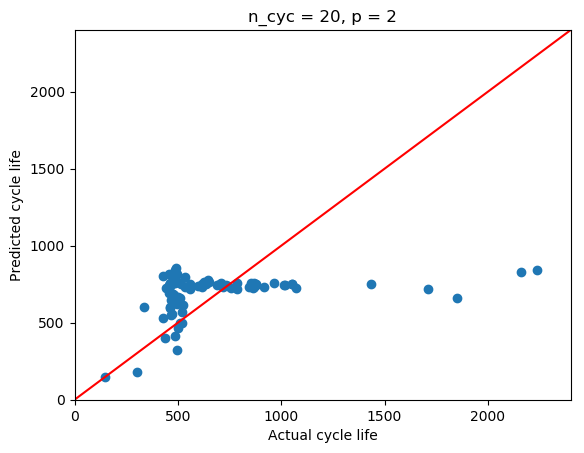 n_cyc = 20, p = 2
Predicted cycle life
2000
1500
1000
500
0
0 500 1000 1500 2000
Actual cycle life